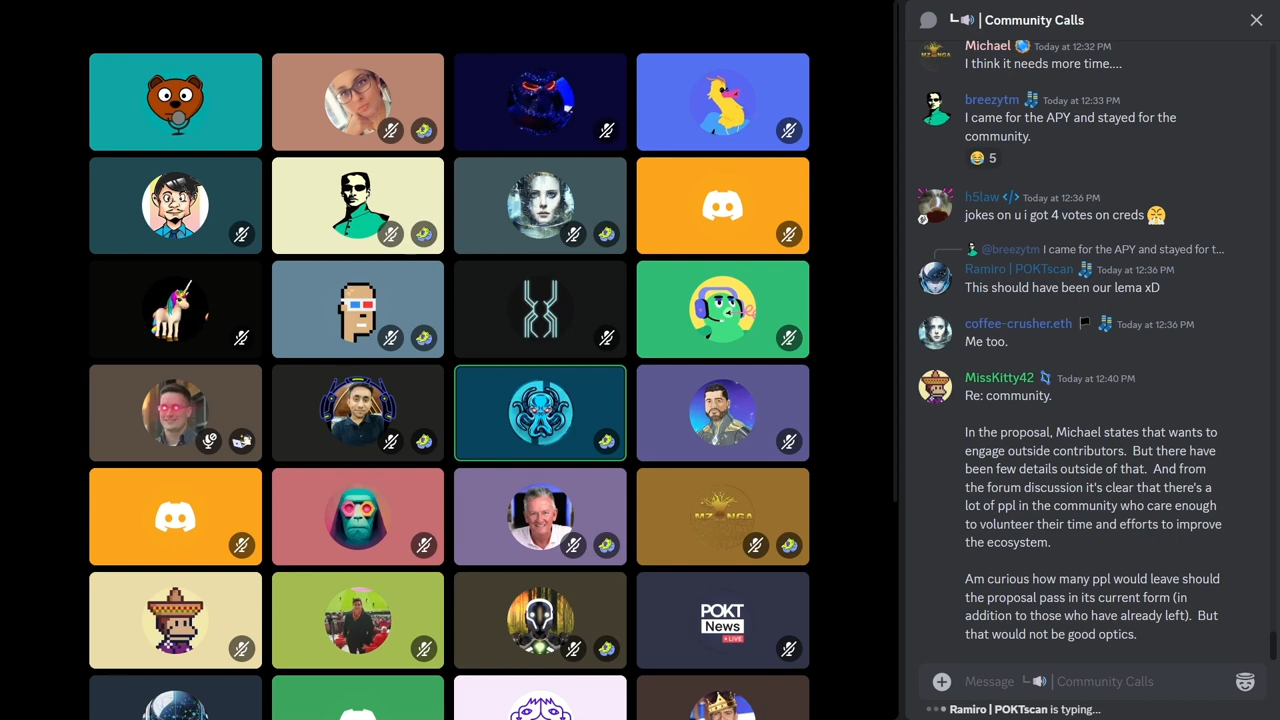 Community Calls
Michael Today at 12:32 PM
I think it needs more time....
breezytm Today at 12:33 PM
I came for the APY and stayed for the
community.
5
h5law Today at 12:36 PM
jokes on u i got 4 votes on creds
@breezytm I came for the APY and stayed for t...
Ramiro | POKTscan Today at 12:36 PM
This should have been our lema xD
coffee-crusher.eth Today at 12:36 PM
Me too.
MissKitty42 Today at 12:40 PM
Re: community.
In the proposal, Michael states that wants to
engage outside contributors. But there have
been few details outside of that. And from
the forum discussion it's clear that there's a
lot of ppl in the community who care enough
to volunteer their time and efforts to improve
the ecosystem.
Am curious how many ppl would leave should
the proposal pass in its current form (in
addition to those who have already left). But
that would not be good optics.
Message Community Calls
Ramiro | POKTscan is typing...
POKT
News
LIVE